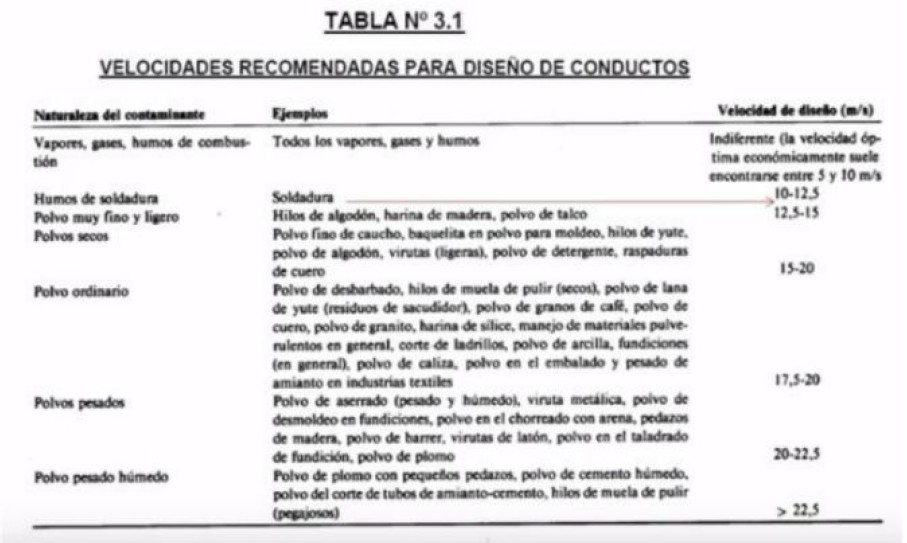 TABLA Nº 3.1
VELOCIDADES RECOMENDADAS PARA DISEÑO DE CONDUCTOS
Naturaleza del contaminante Ejemplos Velocidad de diseño (m/s)
Vapores, gases, humos de combus- Todos los vapores, gases y humos Indiferente (la velocidad óp-
tión tima económicamente suele
encontrarse entre 5 y 10 m/s
Humos de soldadura Soldadura 10-12,5
Polvo muy fino y ligero Hilos de algodón, harina de madera, polvo de talco 12,5-15
Polvos secos Polvo fino de caucho, baquelita en polvo para moldeo, hilos de yute,
polvo de algodón, virutas (ligeras), polvo de detergente, raspaduras
de cuero 15-20
Polvo ordinario Polvo de desbarbado, hilos de muela de pulir (secos), polvo de lana
de yute (residuos de sacudidor), polvo de granos de café, polvo de
cuero, polvo de granito, harina de sílice, manejo de materiales pulve-
rulentos en general, corte de ladrillos, polvo de arcilla, fundiciones
(en general), polvo de caliza, polvo en el embalado y pesado de
amianto en industrias textiles 17,5-20
Polvos pesados Polvo de aserrado (pesado y húmedo), viruta metálica, polvo de
desmoldeo en fundiciones, polvo en el chorreado con arena, pedazos
de madera, polvo de barrer, virutas de latón, polvo en el taladrado
de fundición, polvo de plomo 20-22,5
Polvo pesado húmedo Polvo de plomo con pequeños pedazos, polvo de cemento húmedo,
polvo del corte de tubos de amianto-cemento, hilos de muela de pulir
(pegajosos) > 22,5